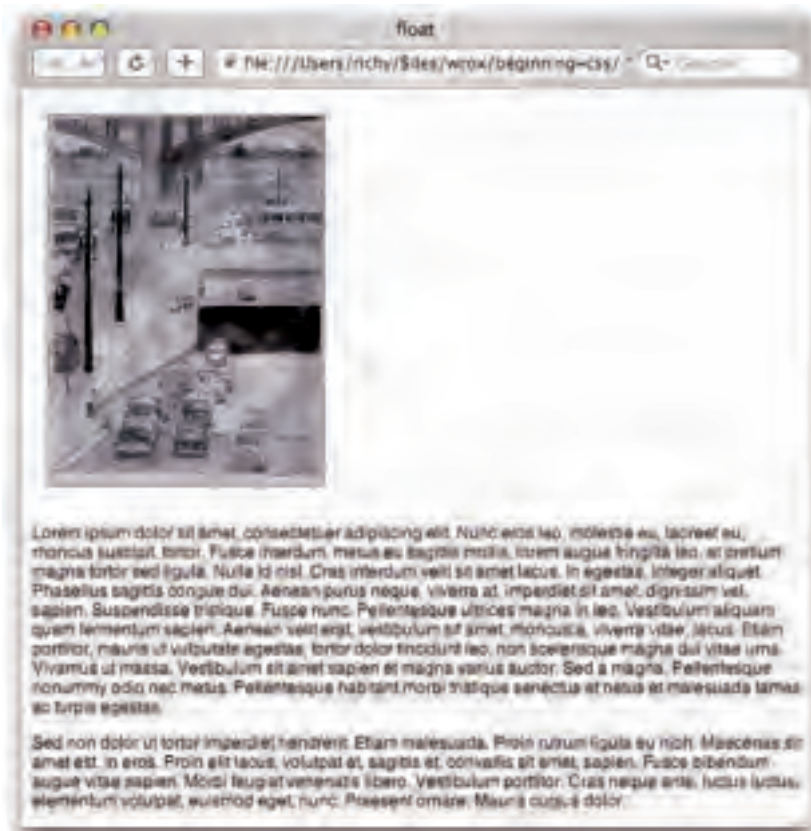 float
file:///Users/richy/Sites/wrox/beginning-css/
Lorem ipsum dolor sit amet, consectetuer adipiscing elit. Nunc eros leo, molestie eu, laoreet eu,
rhoncus suscipit, tortor. Fusce interdum, metus eu sagittis mollis, lorem augue fringilla leo, at pretium
magna tortor sed ligula. Nulla id nisl. Cras interdum velit sit amet lacus. In egestas. Integer aliquet.
Phasellus sagittis congue dui. Aenean purus neque, viverra at, imperdiet sit amet, dignissim vel,
sapien. Suspendisse tristique. Fusce nunc. Pellentesque ultrices magna in leo. Vestibulum aliquam
quam fermentum sapien. Aenean velit erat, vestibulum sit amet, rhoncus a, viverra vitae, lacus. Etiam
porttitor, mauris ut vulputate egestas, tortor dolor tincidunt leo, non scelerisque magna dui vitae urna.
Vivamus ut massa. Vestibulum sit amet sapien et magna varius auctor. Sed a magna. Pellentesque
nonummy odio nec metus. Pellentesque habitant morbi tristique senectus et netus et malesuada fames
ac turpis egestas.
Sed non dolor ut tortor imperdiet hendrerit. Etiam malesuada. Proin rutrum ligula eu nibh. Maecenas sit
amet est. In eros. Proin elit lacus, volutpat et, sagittis et, convallis sit amet, sapien. Fusce bibendum
augue vitae sapien. Morbi feugiat venenatis libero. Vestibulum porttitor. Cras neque ante, luctus luctus,
elementum volutpat, euismod eget, nunc. Praesent ornare. Mauris cursus dolor.